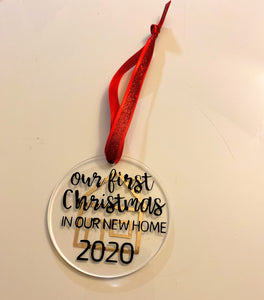 our first
Christmas
IN OUR NEW HOME
2020